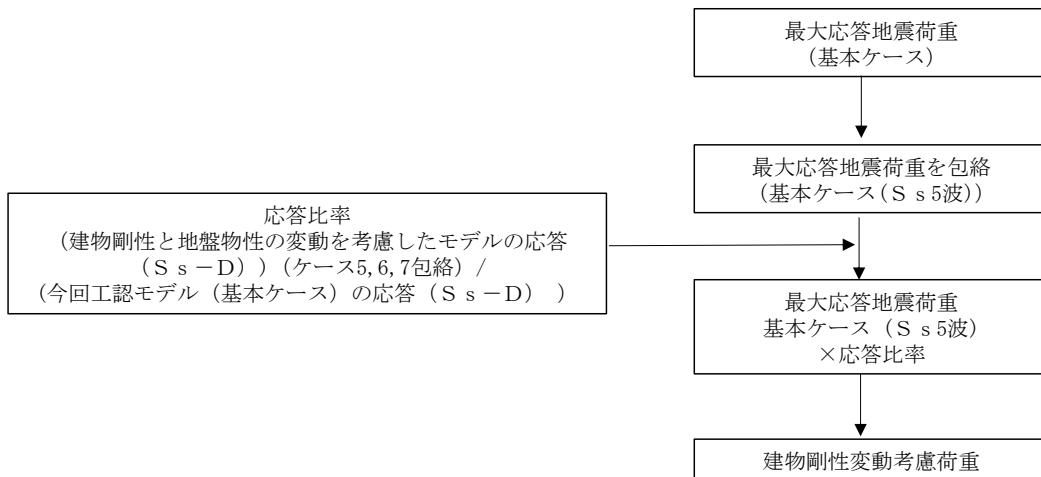 最大応答地震荷重
(基本ケース)
最大応答地震荷重を包絡
(基本ケース(Ｓｓ5波))
応答比率
(建物剛性と地盤物性の変動を考慮したモデルの応答
(Ｓｓ－Ｄ))(ケース5,6,7包絡)/
(今回工認モデル(基本ケース)の応答(Ｓｓ－Ｄ) )
最大応答地震荷重
基本ケース(Ｓｓ5波)
×応答比率
建物剛性変動考慮荷重